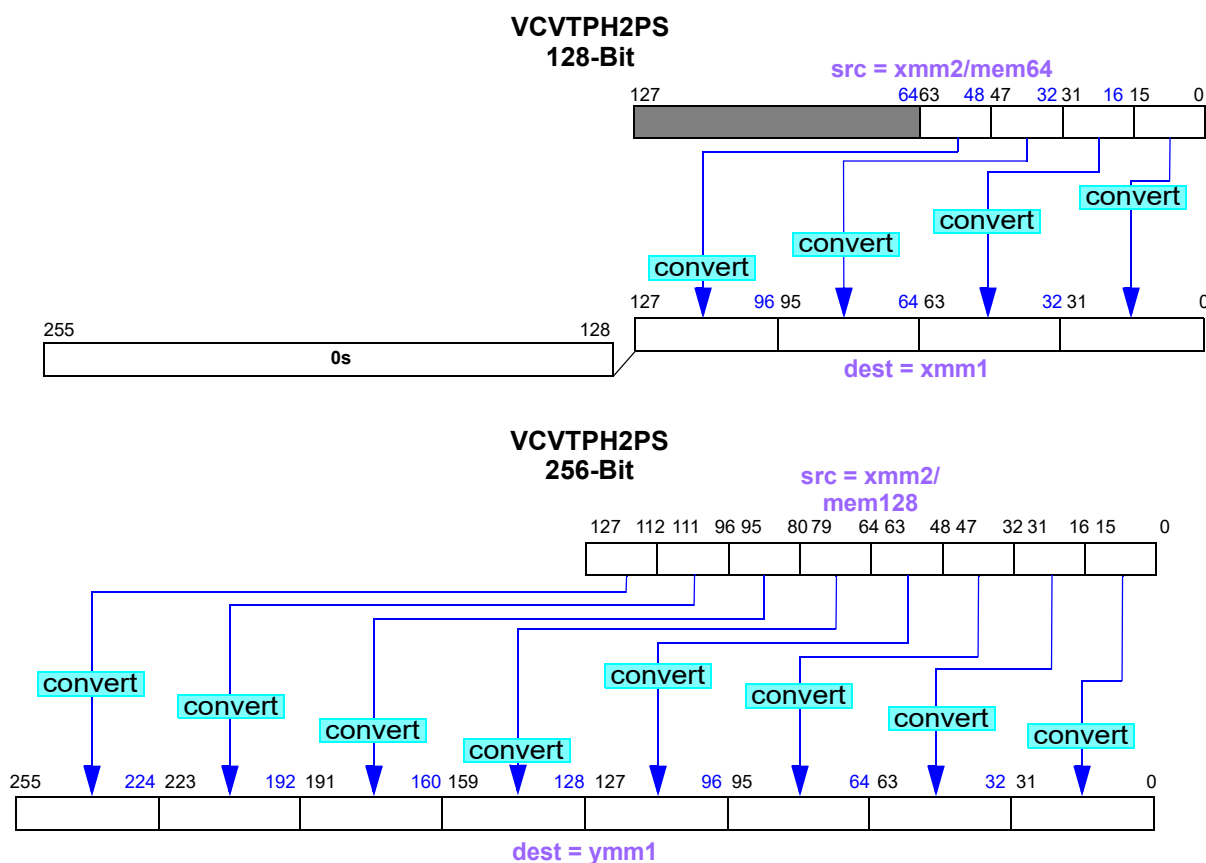 VCVTPH2PS
128-Bit
src = xmm2/mem64
127 64 63 48 47 32 31 16 15 0
convert
convert
convert
convert
127 96 95 64 63 32 31 0
255 128
0s
dest = xmm1
VCVTPH2PS
256-Bit
src = xmm2/
mem128
127 112 111 96 95 80 79 64 63 48 47 32 31 16 15 0
convert convert convert convert convert convert convert convert
255 224 223 192 191 160 159 128 127 96 95 64 63 32 31 0
dest = ymm1